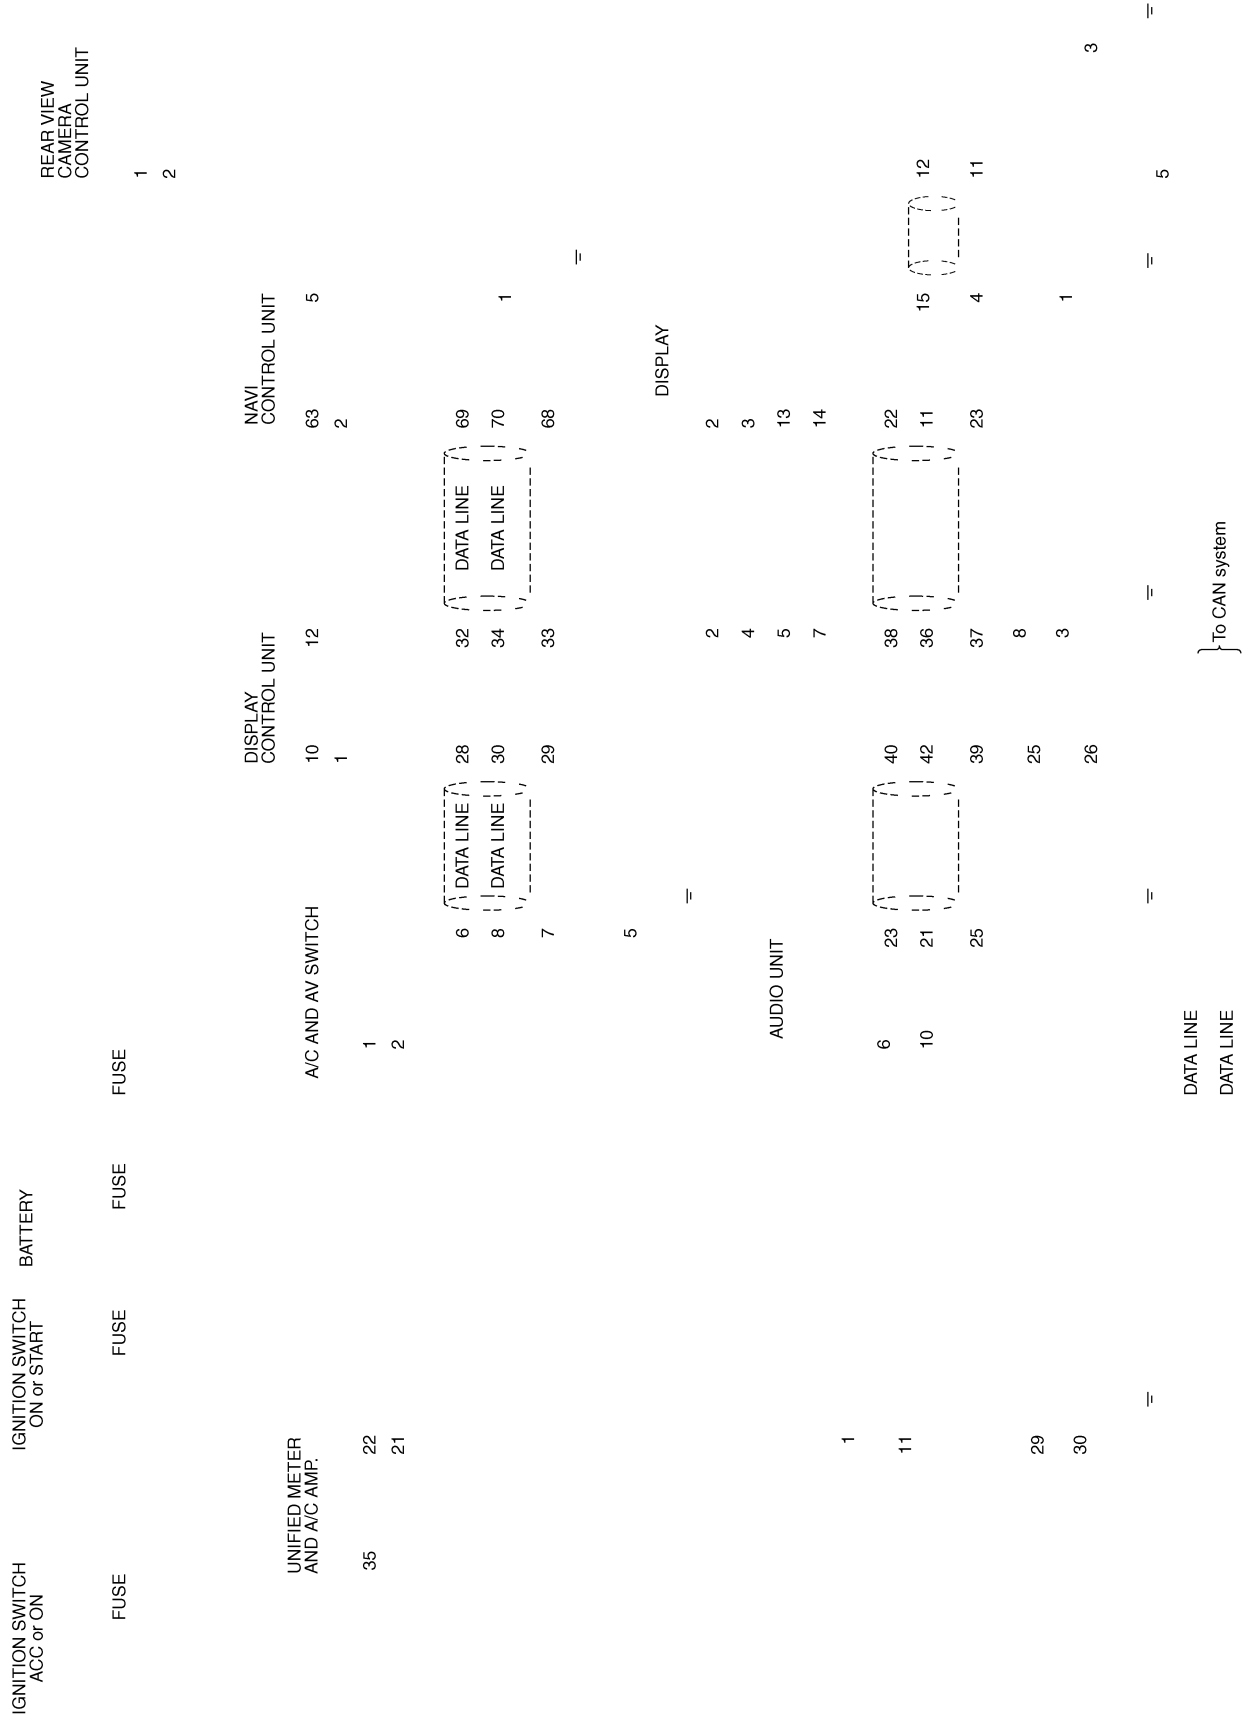 IGNITION SWITCH
ACC or ON
IGNITION SWITCH
ON or START
BATTERY
REAR VIEW
CAMERA
CONTROL UNIT
FUSE FUSE FUSE FUSE
1
2
DISPLAY
CONTROL UNIT
NAVI
CONTROL UNIT
UNIFIED METER
AND A/C AMP.
A/C AND AV SWITCH
10 12 63 5
1 2
35 22 1
21 2
6 DATA LINE 28 32 DATA LINE 69
8 DATA LINE 30 34 DATA LINE 70 1
7 29 33 68
5
DISPLAY
2 2
4 3
AUDIO UNIT
5 13
7 14
1
6 23 40 38 22
11
10 21 42 36 11 15 12
25 39 37 23 4 11
8
29 25
3 1
30
26 3
5
DATA LINE
To CAN system
DATA LINE